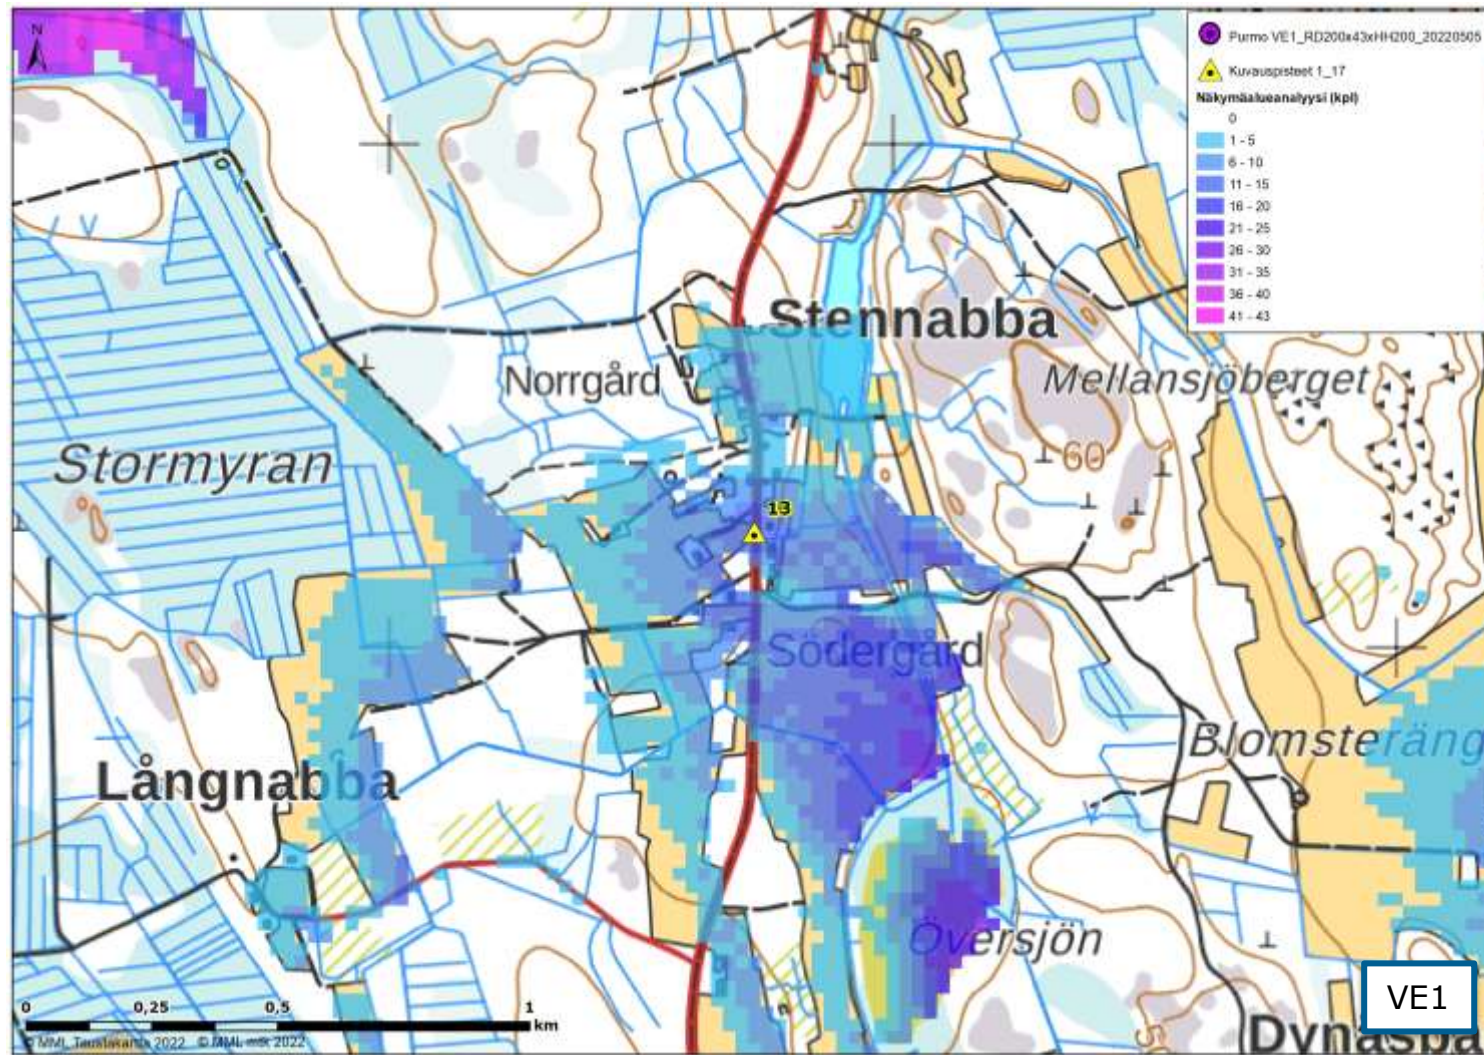 N
Purmo VE1_RD200x43xHH200_20220505
Kuvauspisteet 1_17
Näkymäalueanalyysi (kpl)
0
1 - 5
6 - 10
11 - 15
16 - 20
21 - 25
26 - 30
31 - 35
36 - 40
41 - 43
Stennabba
Norrgård
Mellansjöberget
Stormyran
60
13
Södergård
Blomsteräng
Långnabba
Översjön
VE1
0 0,25 0,5 1
km
© MML Taustakartta 2022 © MML mtk 2022
Dynäsba